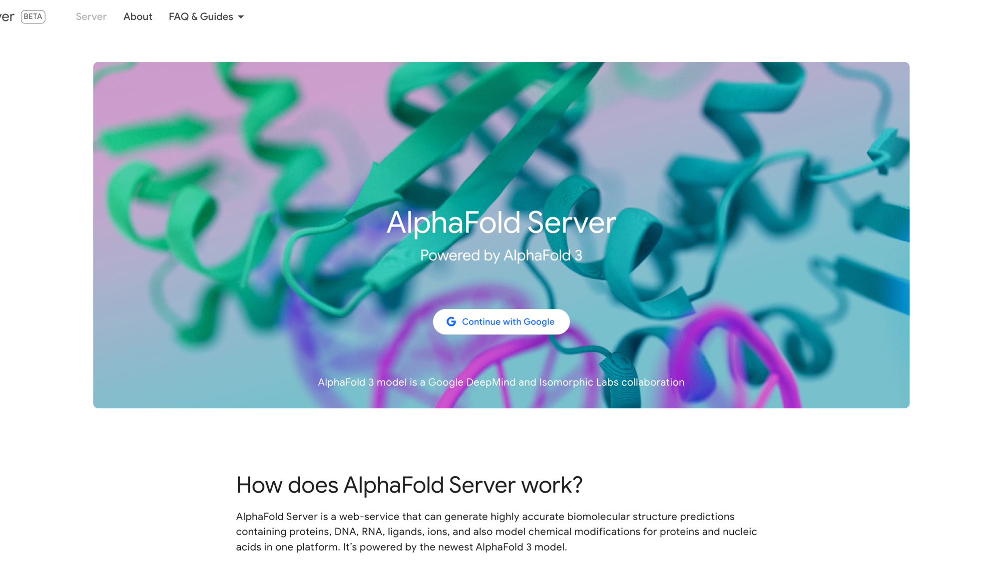 ver BETA Server About FAQ & Guides
AlphaFold Server
Powered by AlphaFold 3
G Continue with Google
AlphaFold 3 model is a Google DeepMind and Isomorphic Labs collaboration
How does AlphaFold Server work?
AlphaFold Server is a web-service that can generate highly accurate biomolecular structure predictions
containing proteins, DNA, RNA, ligands, ions, and also model chemical modifications for proteins and nucleic
acids in one platform. It’s powered by the newest AlphaFold 3 model.